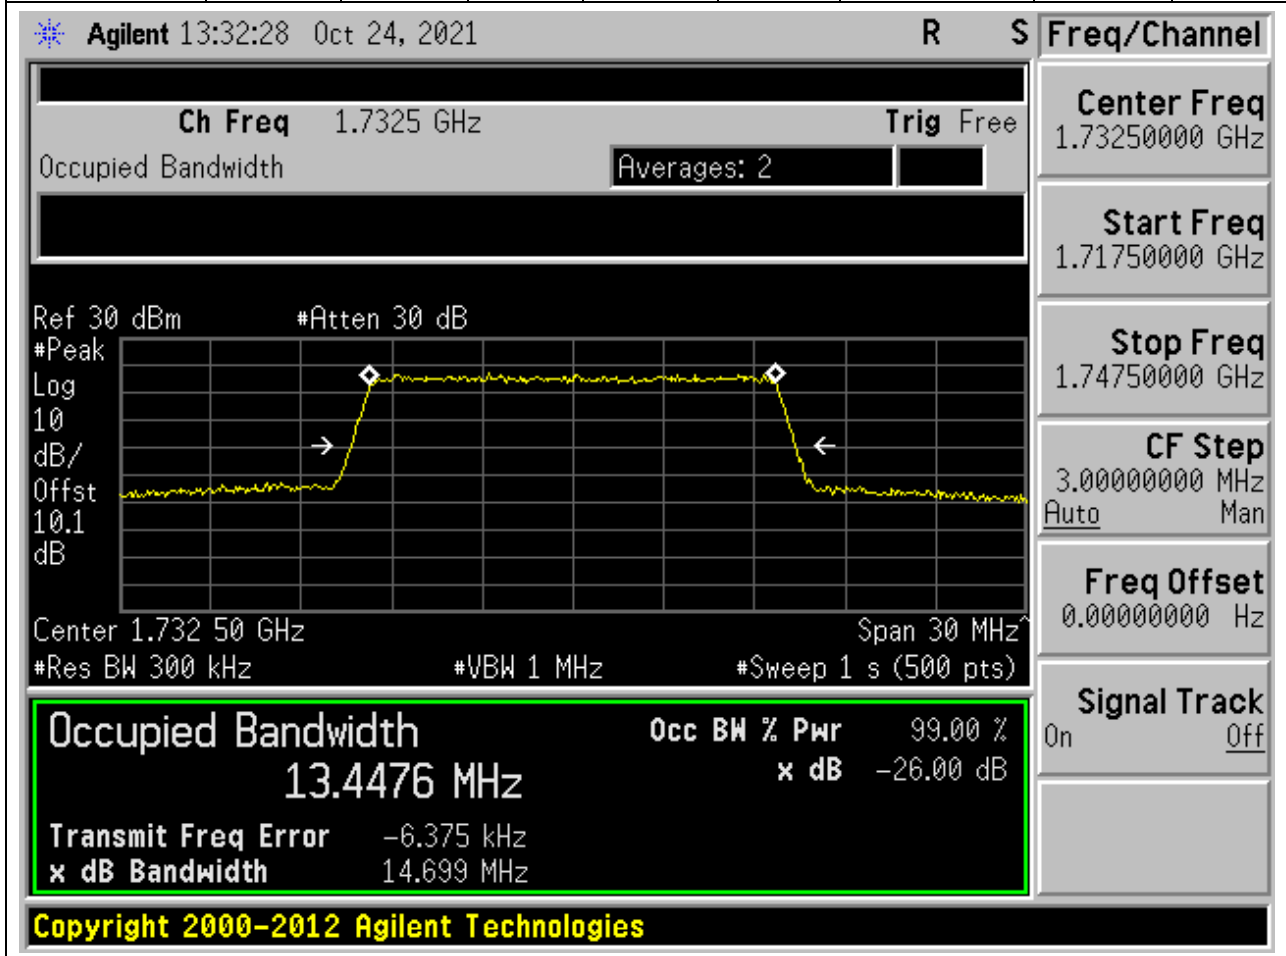 Agilent 13:32:28 Oct 24, 2021 R S
Freq/Channel
Ch Freq 1.7325 GHz Trig Free
Occupied Bandwidth Averages: 2
Center Freq
1.73250000 GHz
Start Freq
1.71750000 GHz
Stop Freq
1.74750000 GHz
CF Step
3.00000000 MHz
Auto Man
Freq Offset
0.00000000 Hz
Signal Track
On Off
Ref 30 dBm #Atten 30 dB
#Peak
Log
10
dB/
Offst
10.1
dB
Center 1.732 50 GHz Span 30 MHz^
#Res BW 300 kHz #VBW 1 MHz #Sweep 1 s (500 pts)
Occupied Bandwidth Occ BW % Pwr 99.00 %
13.4476 MHz x dB -26.00 dB
Transmit Freq Error -6.375 kHz
x dB Bandwidth 14.699 MHz
Copyright 2000-2012 Agilent Technologies